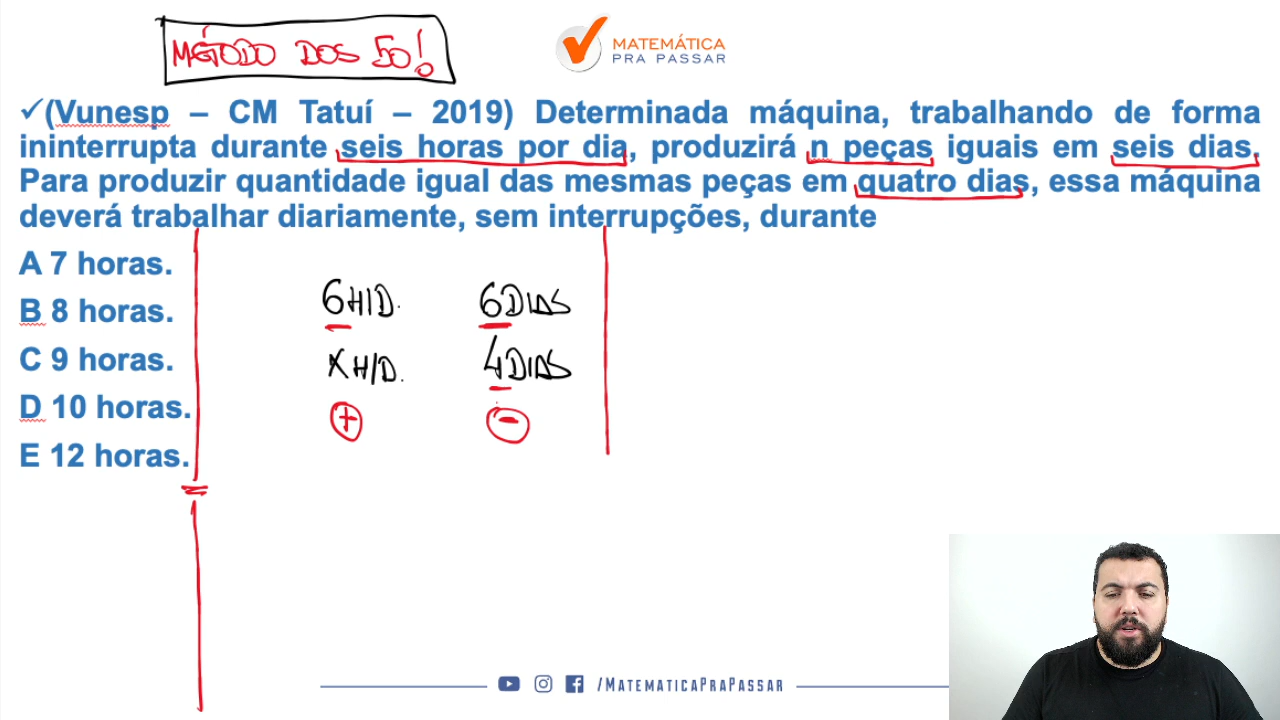 MÉTODO DOS 50!
MATEMÁTICA
PRA PASSAR
✓(Vunesp – CM Tatuí – 2019) Determinada máquina, trabalhando de forma
ininterrupta durante seis horas por dia, produzirá n peças iguais em seis dias.
Para produzir quantidade igual das mesmas peças em quatro dias, essa máquina
deverá trabalhar diariamente, sem interrupções, durante
A 7 horas.
B 8 horas.
C 9 horas.
D 10 horas.
E 12 horas.
6H/D. 6DIAS
XH/D. 4DIAS
+ -
/MATEMATICAPRAPASSAR